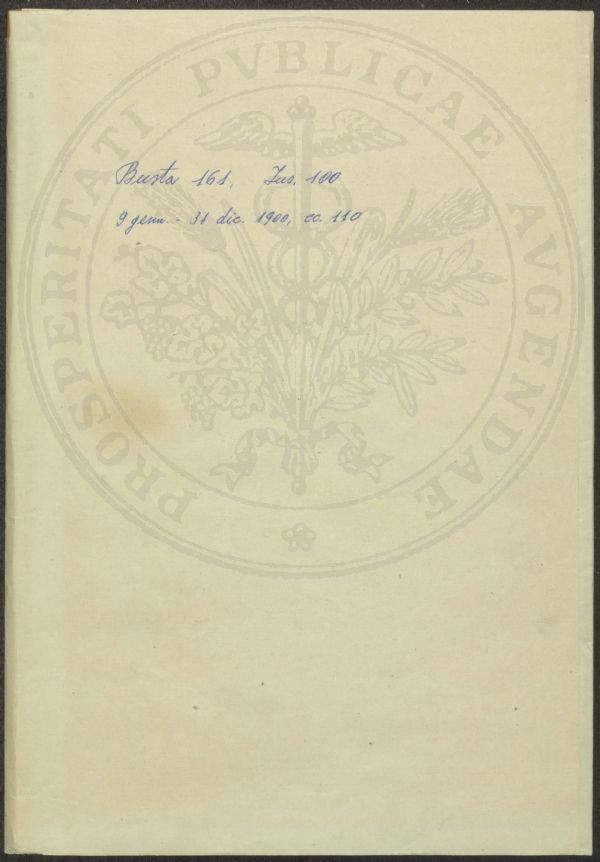 PROSPERITATI PVBLICAE AVGENDAE
Busta 161, Ins. 100
9 genn. - 31 dic. 1900, cc. 110